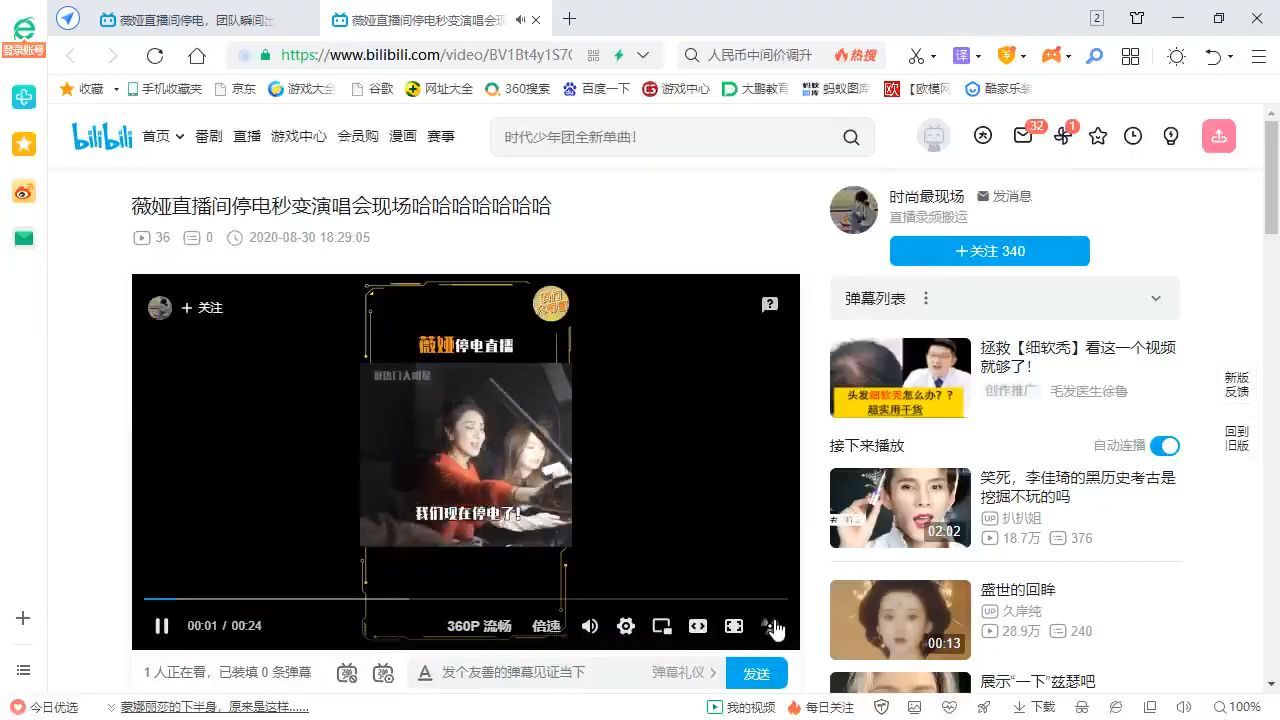 登录账号
薇娅直播间停电，团队瞬间
薇娅直播间停电秒变演唱会现
2
https://www.bilibili.com/video/BV1Bt4y1S7
人民币中间价调升
热搜
译
收藏
手机收藏夹
京东
游戏大全
谷歌
网址大全
360搜索
百度一下
游戏中心
大鹏教育
蚂蚁图库
【欧模网
酷家乐
bilibili
首页
番剧
直播
游戏中心
会员购
漫画
赛事
时代少年团全新单曲!
32
1
薇娅直播间停电秒变演唱会现场哈哈哈哈哈哈哈
36
0
2020-08-30 18:29:05
时尚最现场
发消息
直播录频搬运
+关注 340
+ 关注
薇娅停电直播
我们现在停电了!
00:01 / 00:24
360P 流畅
倍速
1 人正在看，已装填 0 条弹幕
发个友善的弹幕见证当下
弹幕礼仪
发送
弹幕列表
拯救【细软秃】看这一个视频
就够了!
创作推广
毛发医生徐鲁
头发细软秃怎么办？？
超实用干货
新版
反馈
回到
旧版
接下来播放
自动连播
笑死，李佳琦的黑历史考古是
挖掘不玩的吗
UP 扒扒姐
18.7万
376
02:02
盛世的回眸
UP 久岸纯
28.9万
240
00:13
展示“一下”兹瑟吧
今日优选
蒙娜丽莎的下半身，原来是这样......
我的视频
每日关注
下载
100%